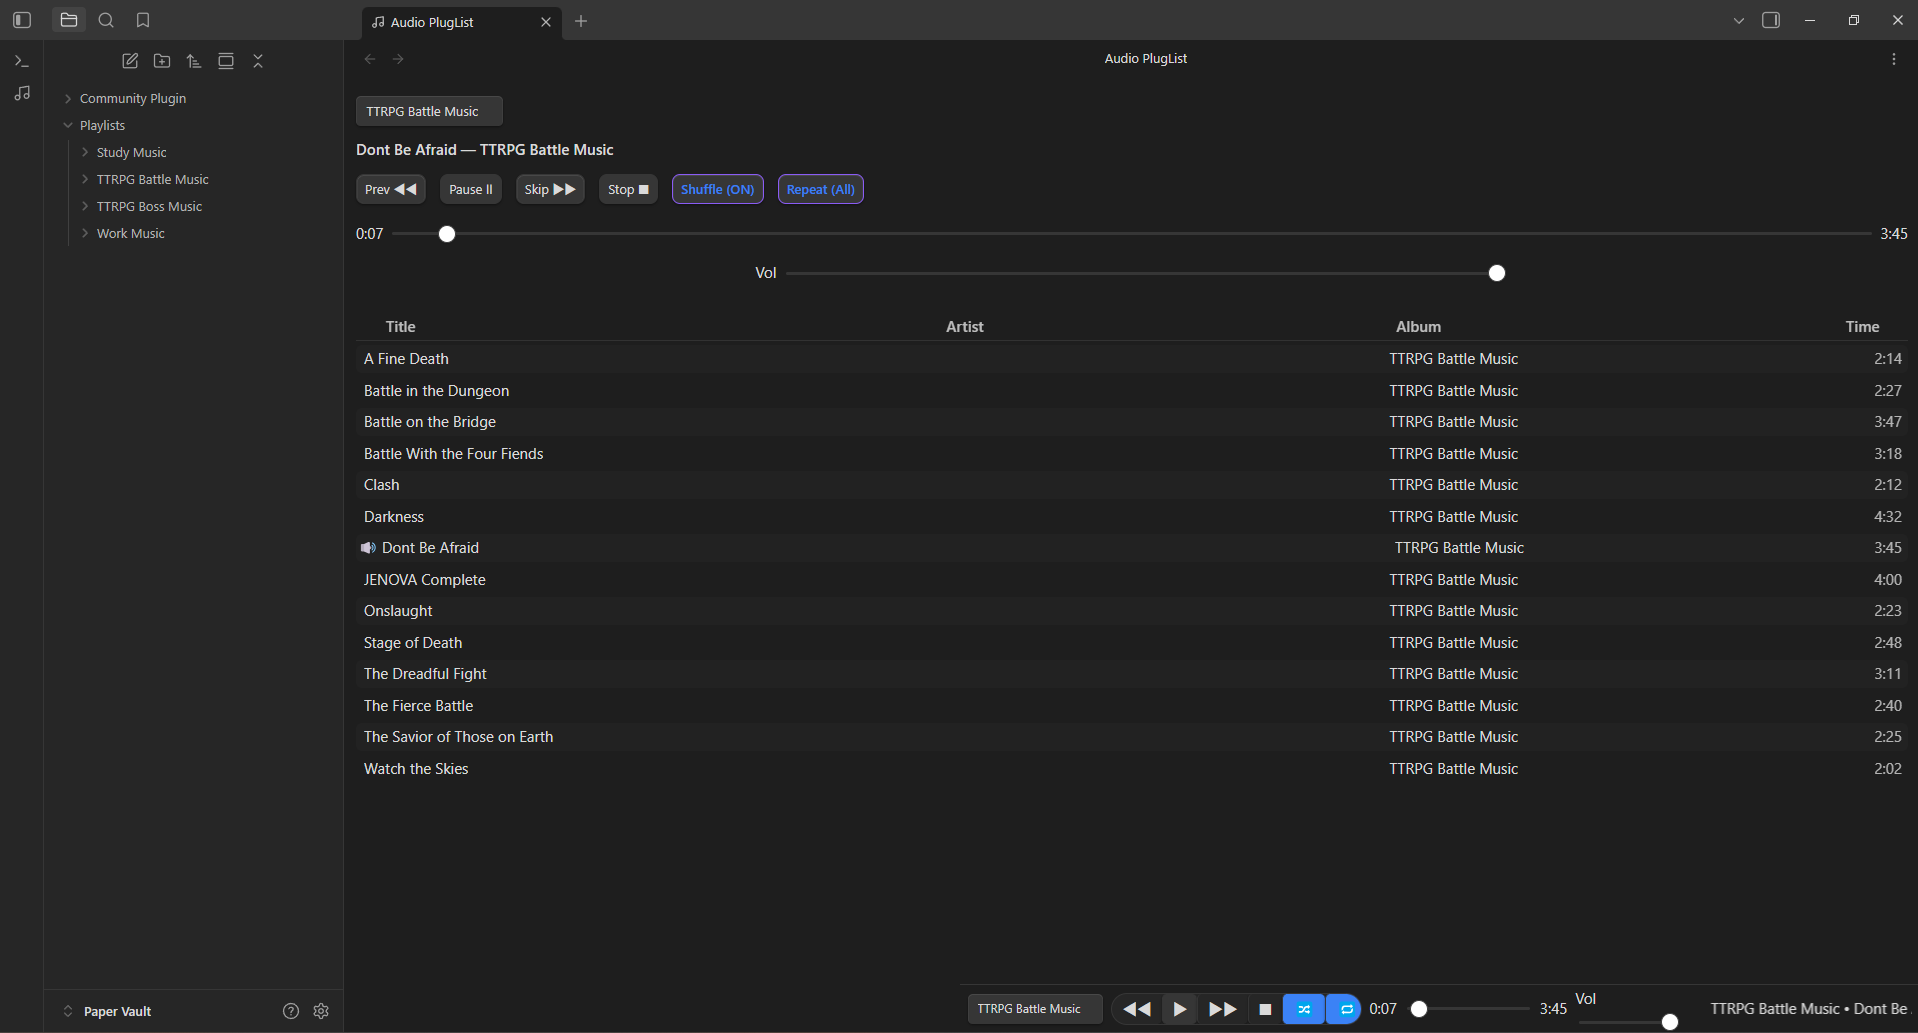 Audio PlugList
Audio PlugList
Community Plugin
Playlists
Study Music
TTRPG Battle Music
TTRPG Boss Music
Work Music
Paper Vault
TTRPG Battle Music
Dont Be Afraid — TTRPG Battle Music
Prev Pause Skip Stop Shuffle (ON) Repeat (All)
0:07 3:45
Vol
Title Artist Album Time
A Fine Death TTRPG Battle Music 2:14
Battle in the Dungeon TTRPG Battle Music 2:27
Battle on the Bridge TTRPG Battle Music 3:47
Battle With the Four Fiends TTRPG Battle Music 3:18
Clash TTRPG Battle Music 2:12
Darkness TTRPG Battle Music 4:32
Dont Be Afraid TTRPG Battle Music 3:45
JENOVA Complete TTRPG Battle Music 4:00
Onslaught TTRPG Battle Music 2:23
Stage of Death TTRPG Battle Music 2:48
The Dreadful Fight TTRPG Battle Music 3:11
The Fierce Battle TTRPG Battle Music 2:40
The Savior of Those on Earth TTRPG Battle Music 2:25
Watch the Skies TTRPG Battle Music 2:02
TTRPG Battle Music 0:07 3:45 Vol TTRPG Battle Music • Dont Be